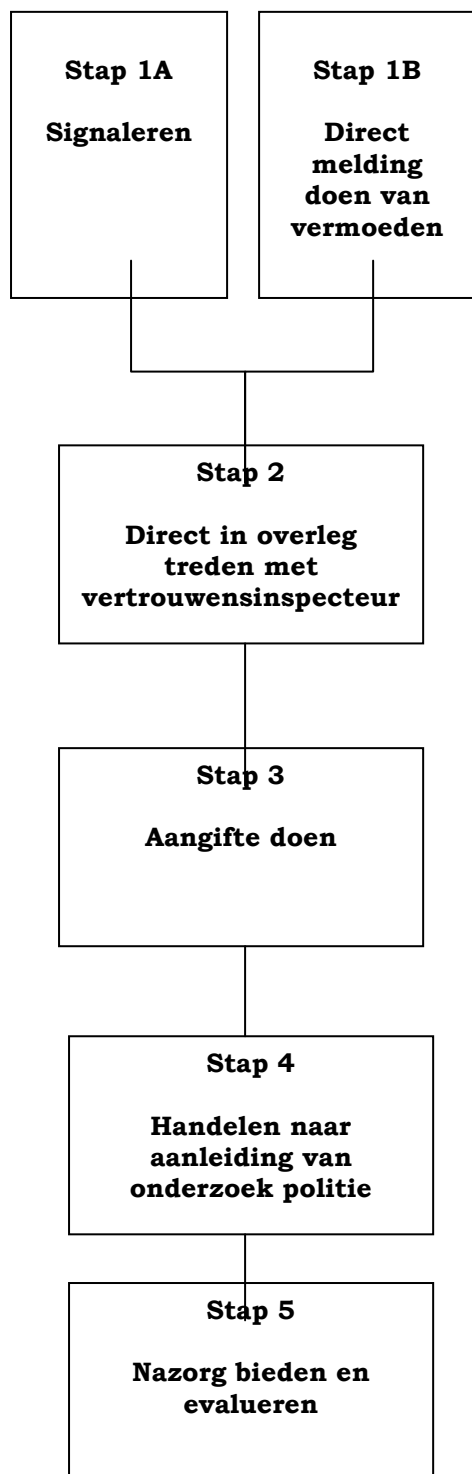 Stap 1A
Signaleren
Stap 1B
Direct
melding
doen van
vermoeden
Stap 2
Direct in overleg
treden met
vertrouwensinspecteur
Stap 3
Aangifte doen
Stap 4
Handelen naar
aanleiding van
onderzoek politie
Stap 5
Nazorg bieden en
evalueren